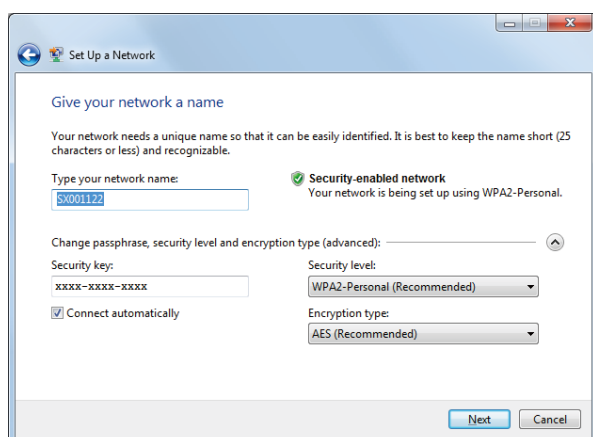 Set Up a Network
Give your network a name
Your network needs a unique name so that it can be easily identified. It is best to keep the name short (25
characters or less) and recognizable.
Type your network name:
SX001122
Security-enabled network
Your network is being set up using WPA2-Personal.
Change passphrase, security level and encryption type (advanced):
Security key:
xxxx-xxxx-xxxx
Connect automatically
Security level:
WPA2-Personal (Recommended)
Encryption type:
AES (Recommended)
Next
Cancel